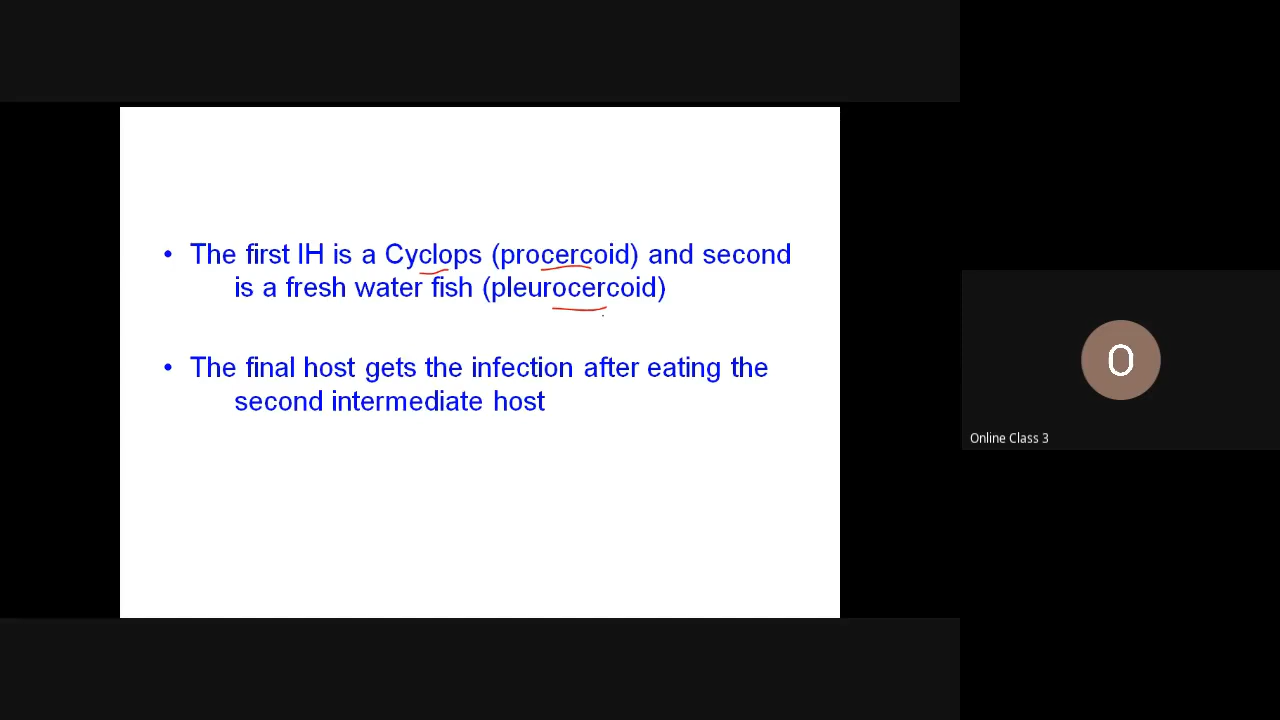 • The first IH is a Cyclops (procercoid) and second
is a fresh water fish (pleurocercoid)
• The final host gets the infection after eating the
second intermediate host
O
Online Class 3